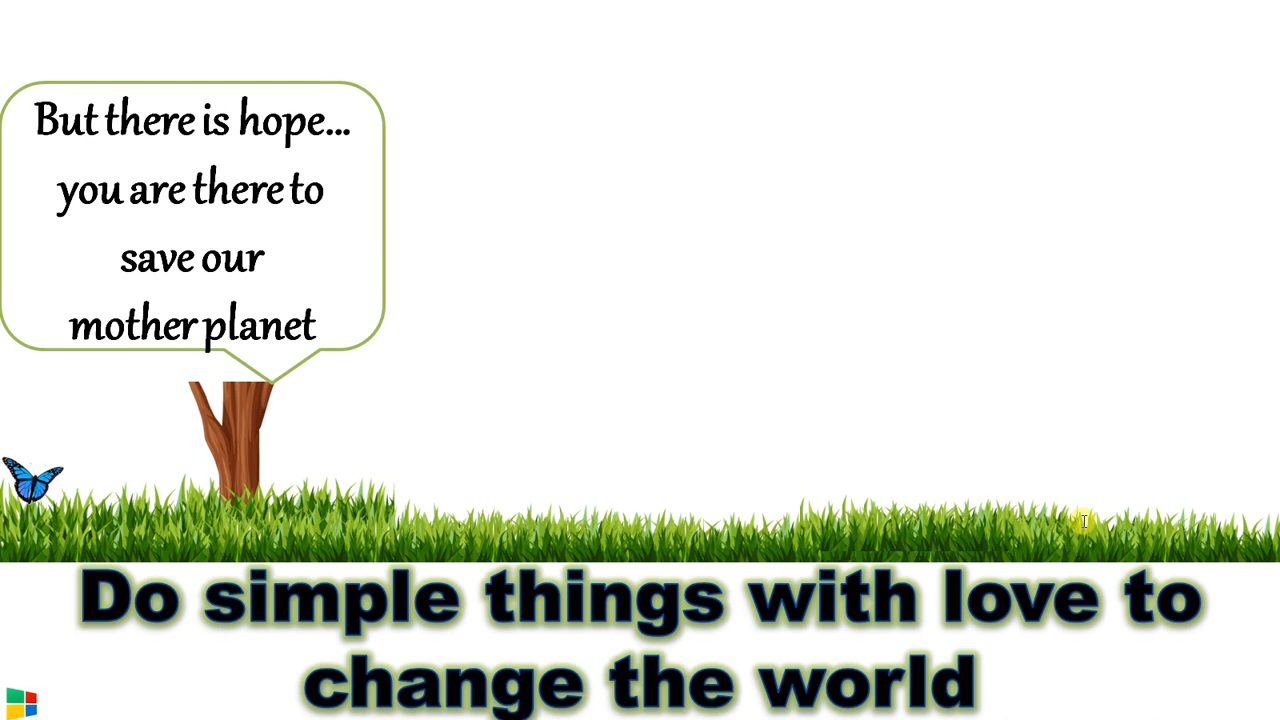 But there is hope...
you are there to
save our
mother planet
Do simple things with love to
change the world